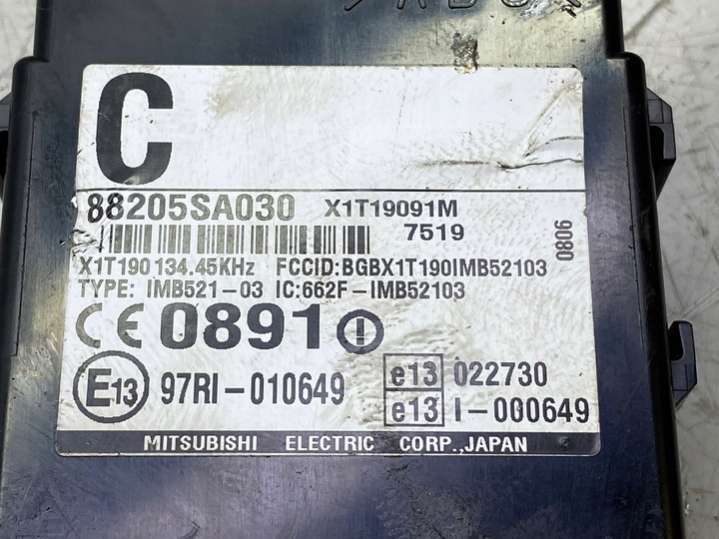 C
88205SA030 X1T19091M
7519
0806
X1T190 134.45KHz FCCID:BGBX1T190IMB52103
TYPE: IMB521-03 IC:662F-IMB52103
CE 0891
E13 97RI-010649 e13 022730
e13 I-000649
MITSUBISHI ELECTRIC CORP.,JAPAN